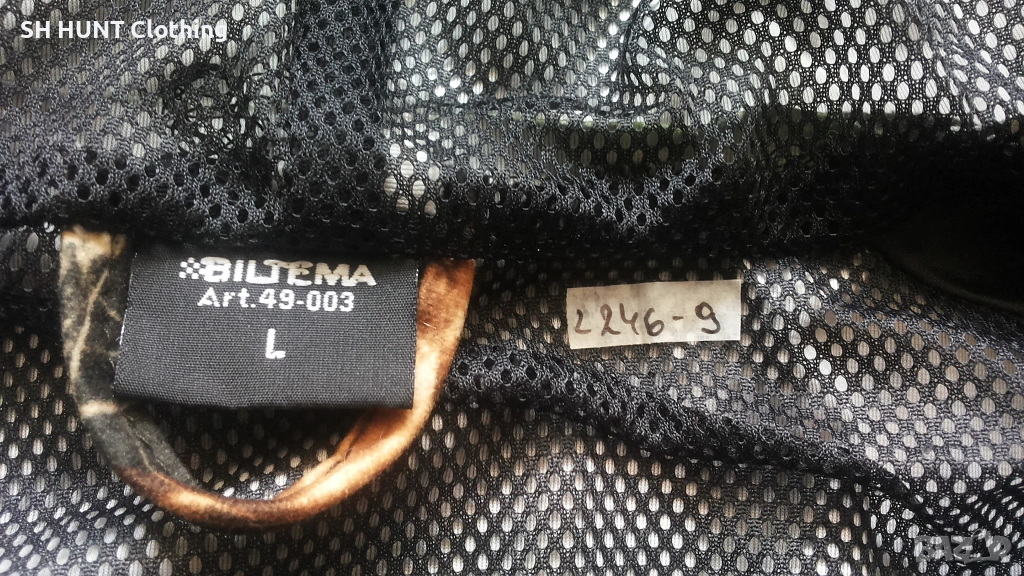 SH HUNT Clothing
BILTEMA
Art. 49-003
L
2246-9